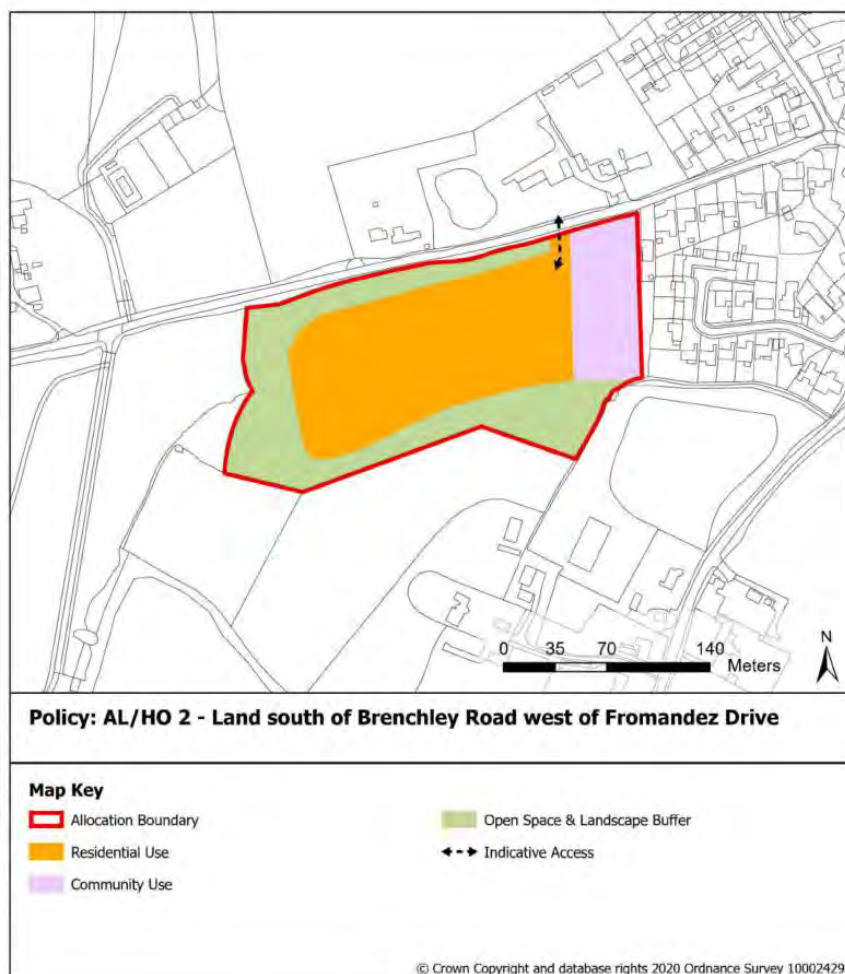 N
0 35 70 140
Meters
Policy: AL/HO 2 - Land south of Brenchley Road west of Fromandez Drive
Map Key
Allocation Boundary
Residential Use
Community Use
Open Space & Landscape Buffer
Indicative Access
© Crown Copyright and database rights 2020 Ordnance Survey 10002429